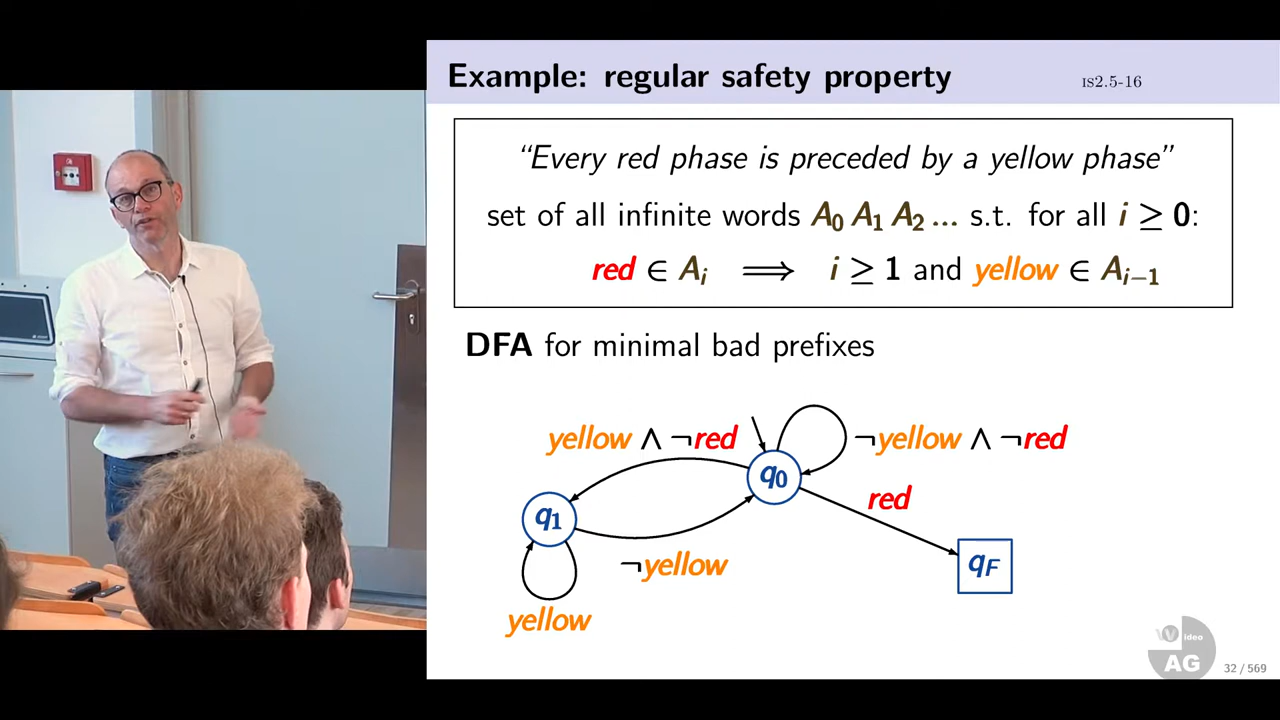 Example: regular safety property IS2.5-16
“Every red phase is preceded by a yellow phase”
set of all infinite words A₀ A₁ A₂ ... s.t. for all i ≥ 0:
red ∈ Aᵢ ⟹ i ≥ 1 and yellow ∈ Aᵢ₋₁
DFA for minimal bad prefixes
yellow ∧ ¬red
¬yellow ∧ ¬red
q₀
red
q₁
¬yellow
qF
yellow
Video
AG
32 / 569